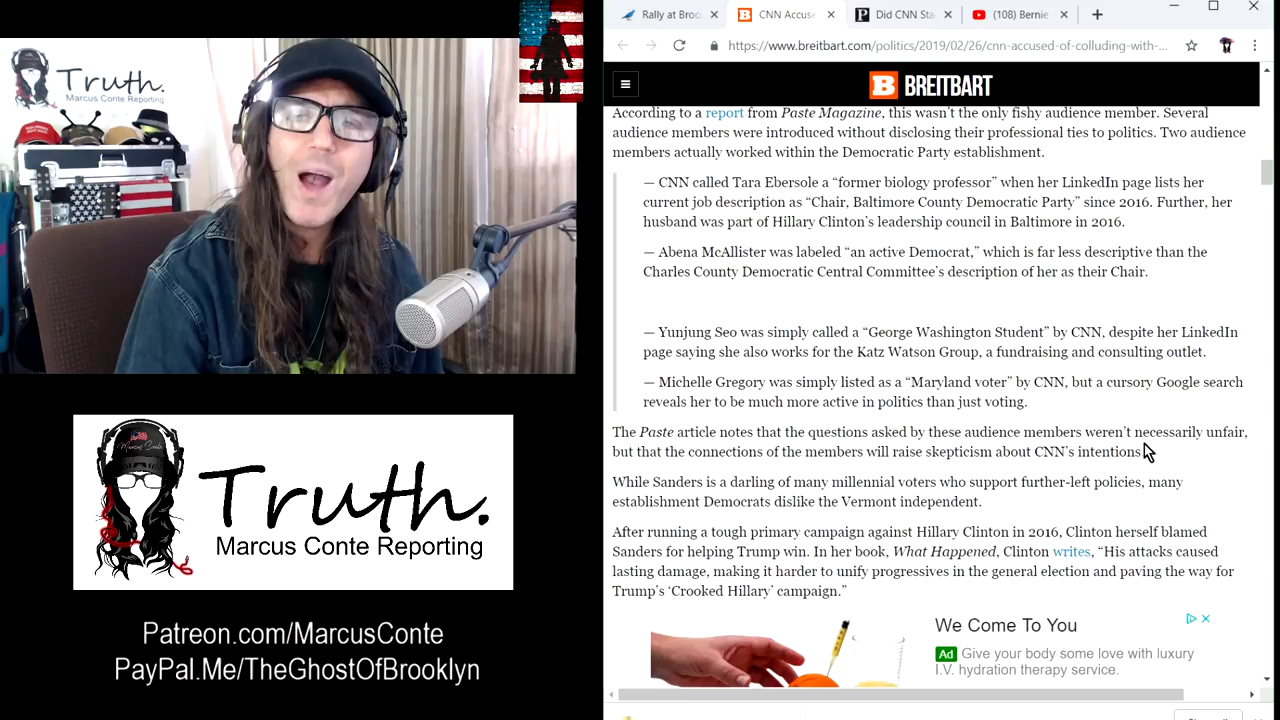 Truth.
Marcus Conte Reporting
Truth.
Marcus Conte Reporting
Patreon.com/MarcusConte
PayPal.Me/TheGhostOfBrooklyn
Rally at Broo
CNN Accuse
Did CNN Sta
(108) Bernie
https://www.breitbart.com/politics/2019/02/26/cnn-accused-of-colluding-with-...
B BREITBART
According to a report from Paste Magazine, this wasn’t the only fishy audience member. Several
audience members were introduced without disclosing their professional ties to politics. Two audience
members actually worked within the Democratic Party establishment.
— CNN called Tara Ebersole a “former biology professor” when her LinkedIn page lists her
current job description as “Chair, Baltimore County Democratic Party” since 2016. Further, her
husband was part of Hillary Clinton’s leadership council in Baltimore in 2016.
— Abena McAllister was labeled “an active Democrat,” which is far less descriptive than the
Charles County Democratic Central Committee’s description of her as their Chair.
— Yunjung Seo was simply called a “George Washington Student” by CNN, despite her LinkedIn
page saying she also works for the Katz Watson Group, a fundraising and consulting outlet.
— Michelle Gregory was simply listed as a “Maryland voter” by CNN, but a cursory Google search
reveals her to be much more active in politics than just voting.
The Paste article notes that the questions asked by these audience members weren’t necessarily unfair,
but that the connections of the members will raise skepticism about CNN’s intentions
While Sanders is a darling of many millennial voters who support further-left policies, many
establishment Democrats dislike the Vermont independent.
After running a tough primary campaign against Hillary Clinton in 2016, Clinton herself blamed
Sanders for helping Trump win. In her book, What Happened, Clinton writes, “His attacks caused
lasting damage, making it harder to unify progressives in the general election and paving the way for
Trump’s ‘Crooked Hillary’ campaign.”
We Come To You
Ad Give your body some love with luxury
I.V. hydration therapy service.